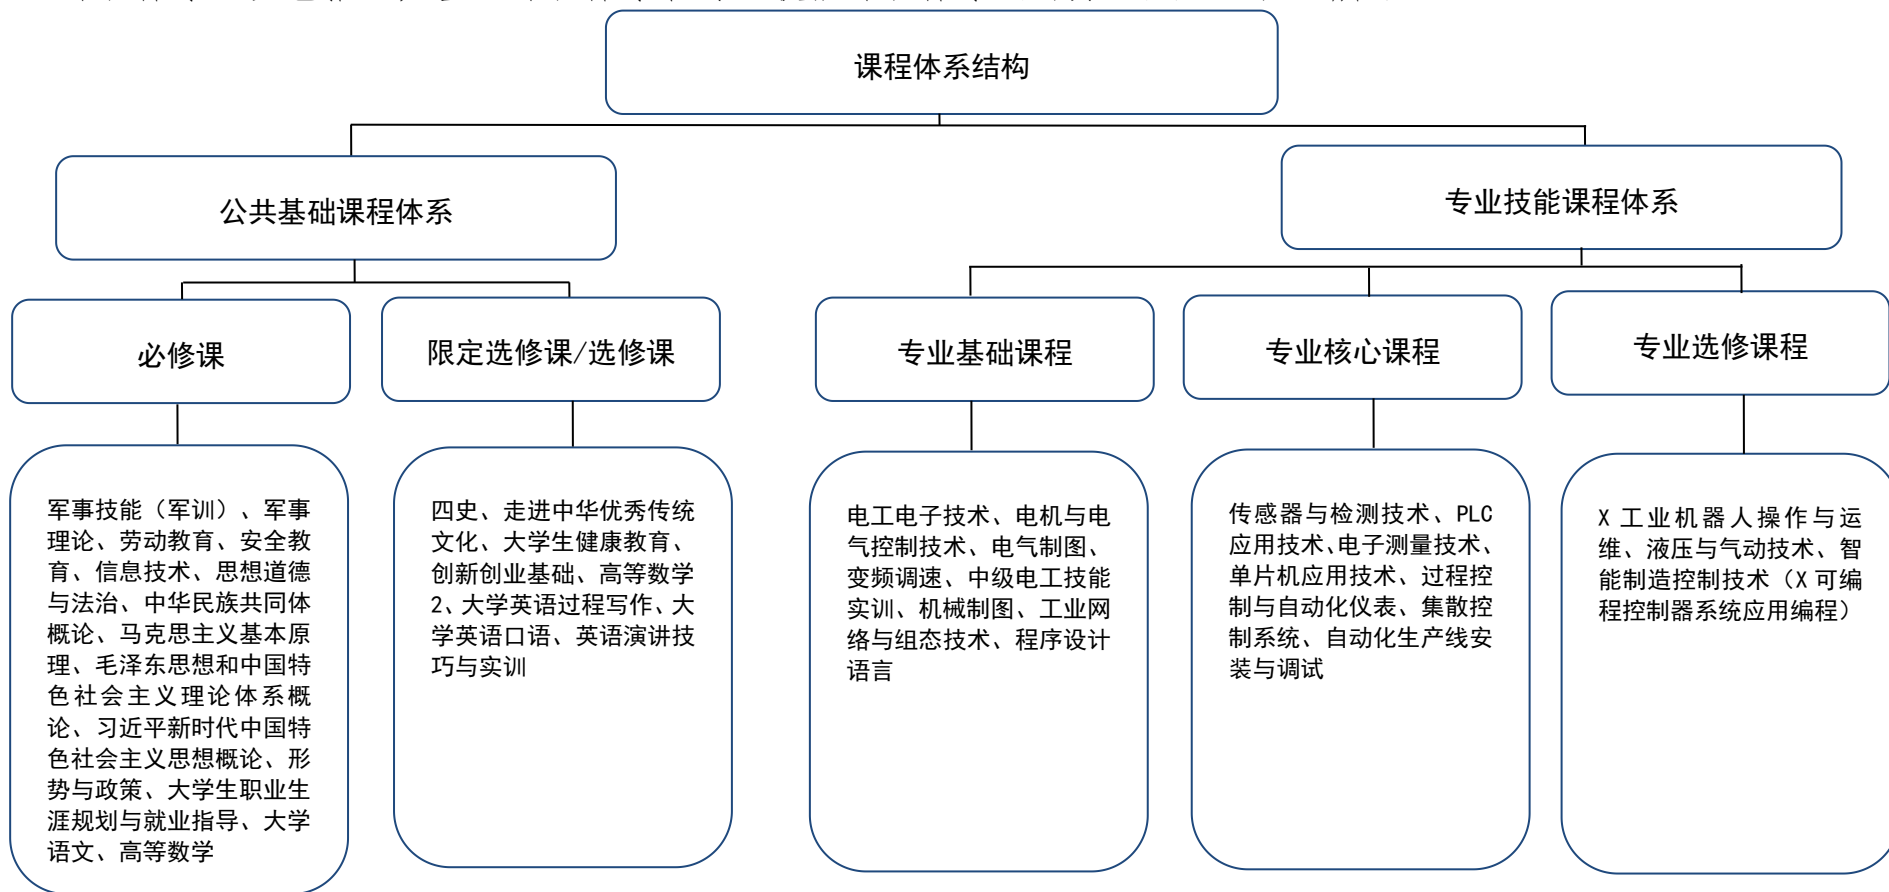 课程体系结构
公共基础课程体系
专业技能课程体系
必修课
限定选修课/选修课
专业基础课程
专业核心课程
专业选修课程
军事技能（军训）、军事
理论、劳动教育、安全教
育、信息技术、思想道德
与法治、中华民族共同体
概论、马克思主义基本原
理、毛泽东思想和中国特
色社会主义理论体系概
论、习近平新时代中国特
色社会主义思想概论、形
势与政策、大学生职业生
涯规划与就业指导、大学
语文、高等数学
四史、走进中华优秀传统
文化、大学生健康教育、
创新创业基础、高等数学
2、大学英语过程写作、大
学英语口语、英语演讲技
巧与实训
电工电子技术、电机与电
气控制技术、电气制图、
变频调速、中级电工技能
实训、机械制图、工业网
络与组态技术、程序设计
语言
传感器与检测技术、PLC
应用技术、电子测量技术、
单片机应用技术、过程控
制与自动化仪表、集散控
制系统、自动化生产线安
装与调试
X 工业机器人操作与运
维、液压与气动技术、智
能制造控制技术（X 可编
程控制器系统应用编程）